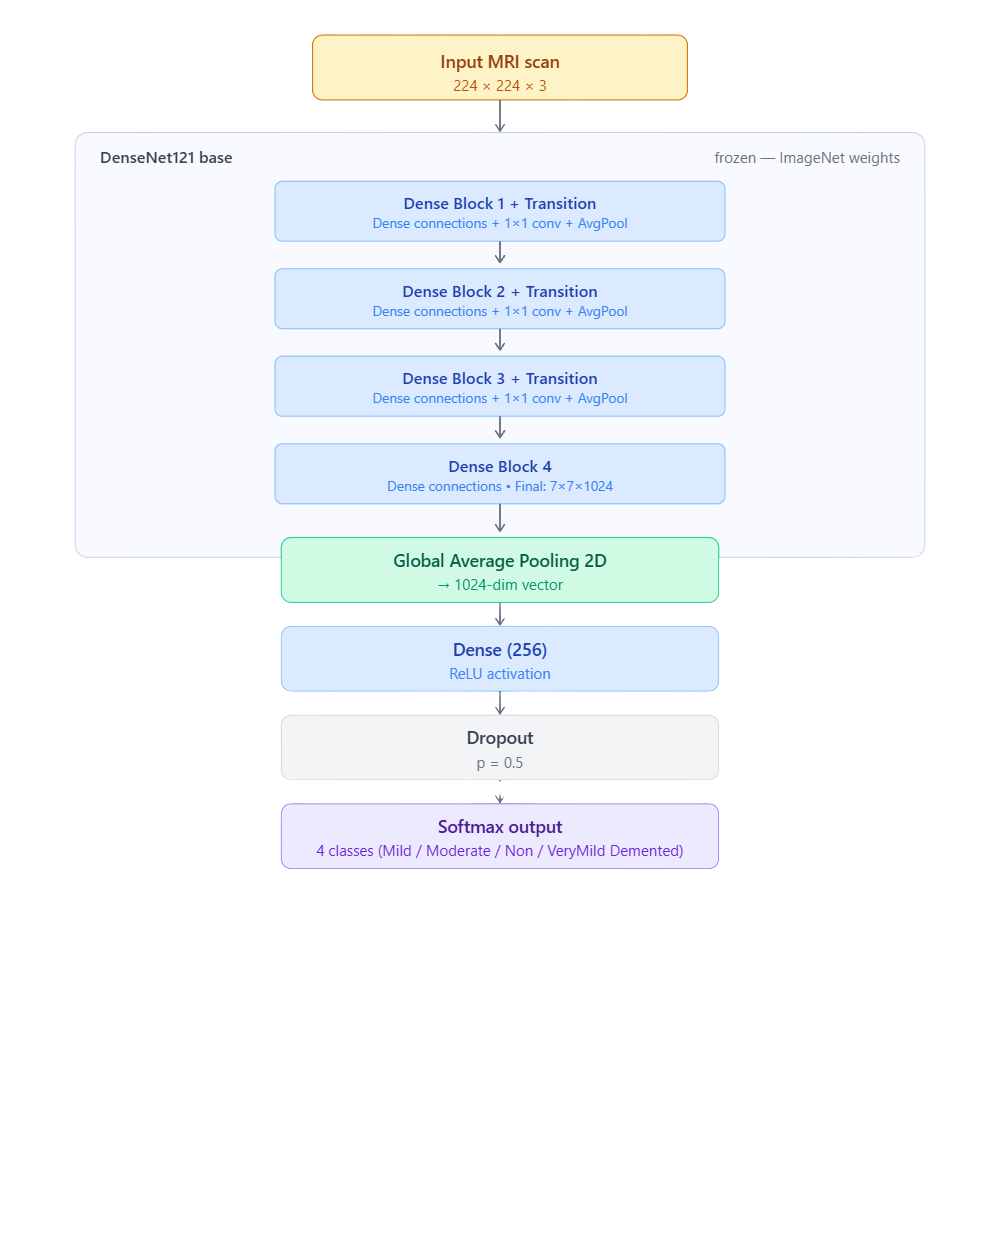 Input MRI scan
224 × 224 × 3
DenseNet121 base
frozen — ImageNet weights
Dense Block 1 + Transition
Dense connections + 1×1 conv + AvgPool
Dense Block 2 + Transition
Dense connections + 1×1 conv + AvgPool
Dense Block 3 + Transition
Dense connections + 1×1 conv + AvgPool
Dense Block 4
Dense connections • Final: 7×7×1024
Global Average Pooling 2D
→ 1024-dim vector
Dense (256)
ReLU activation
Dropout
p = 0.5
Softmax output
4 classes (Mild / Moderate / Non / VeryMild Demented)